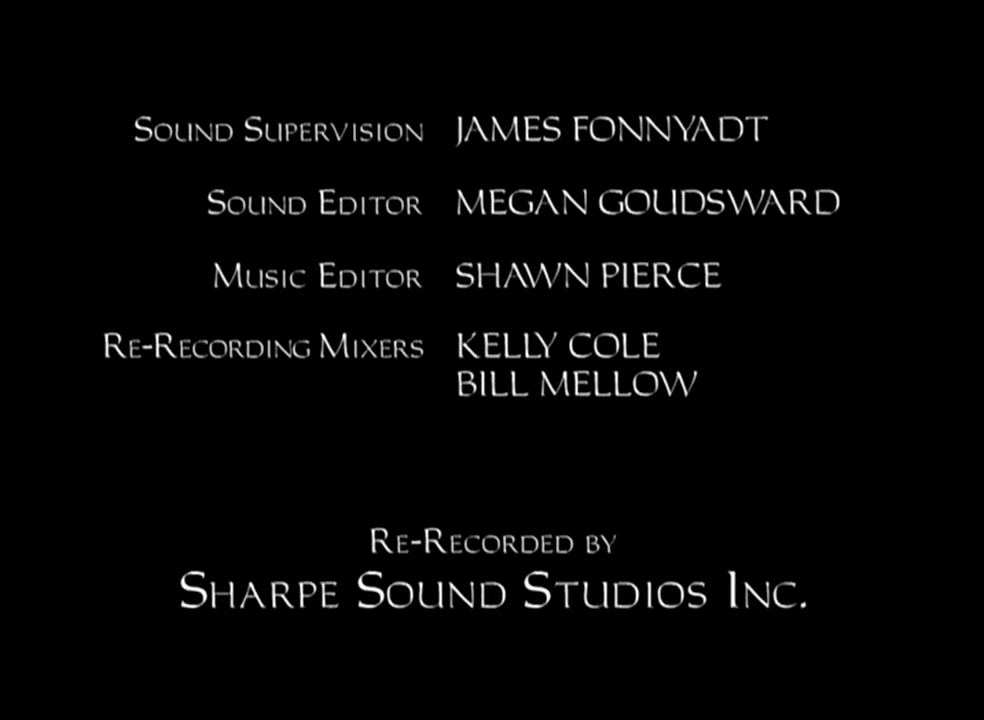 Sound Supervision JAMES FONNYADT
Sound Editor MEGAN GOUDSWARD
Music Editor SHAWN PIERCE
Re-Recording Mixers KELLY COLE
BILL MELLOW
Re-Recorded by
Sharpe Sound Studios Inc.